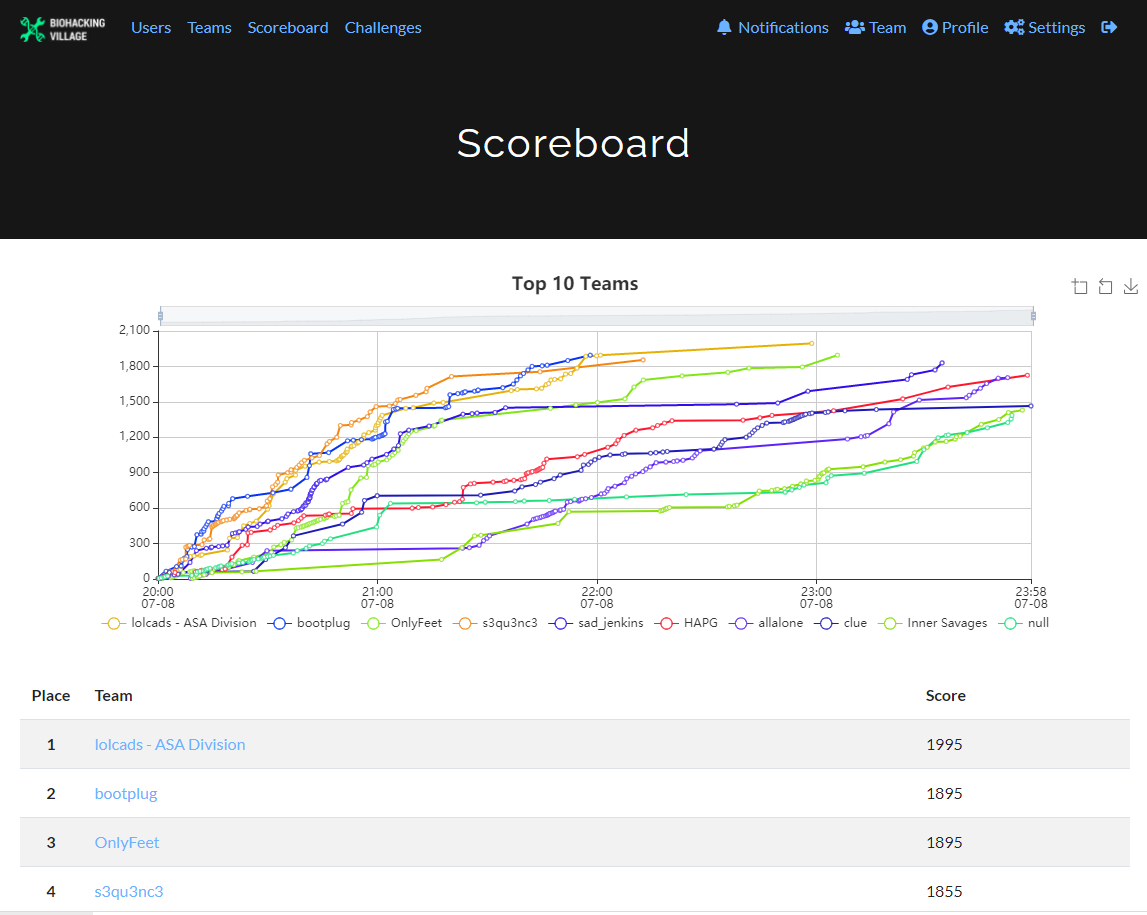 BIOHACKING
VILLAGE
Users Teams Scoreboard Challenges Notifications Team Profile Settings
Scoreboard
Top 10 Teams
2,100
1,800
1,500
1,200
900
600
300
0
20:00 21:00 22:00 23:00 23:58
07-08 07-08 07-08 07-08 07-08
lolcads - ASA Division bootplug OnlyFeet s3qu3nc3 sad_jenkins HAPG allalone clue Inner Savages null
Place Team Score
1 lolcads - ASA Division 1995
2 bootplug 1895
3 OnlyFeet 1895
4 s3qu3nc3 1855